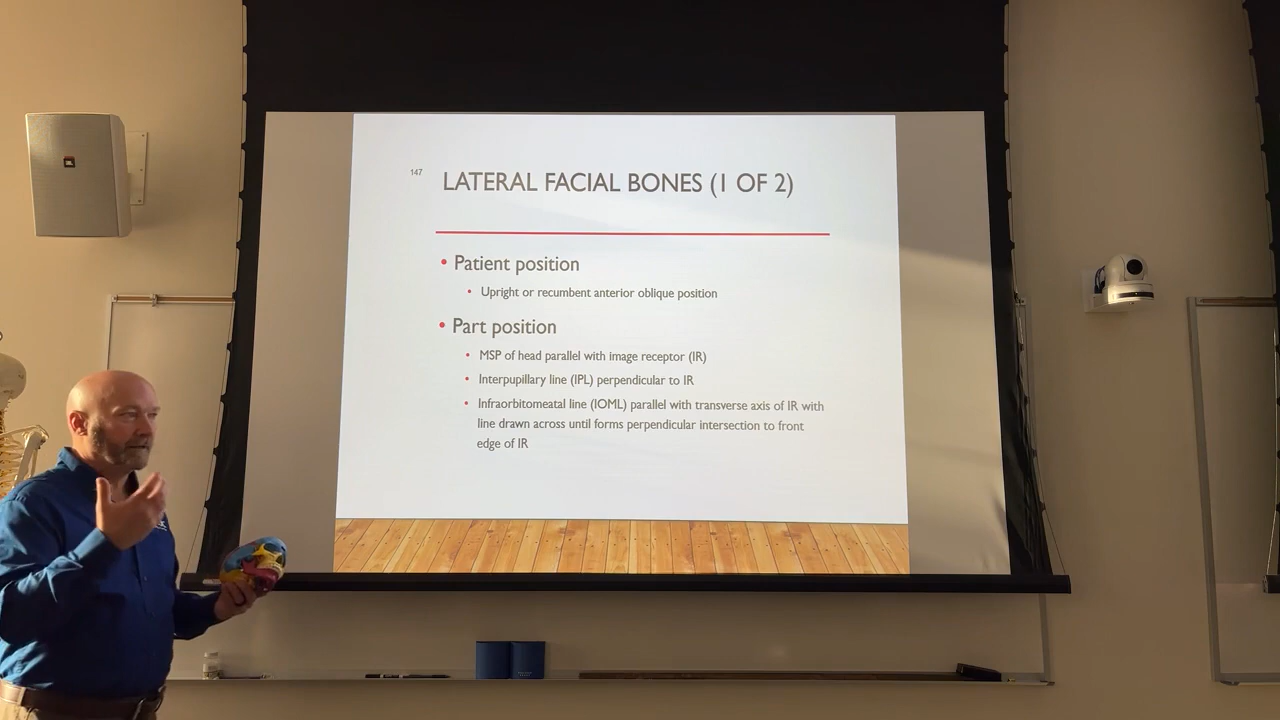 147
LATERAL FACIAL BONES (1 OF 2)
• Patient position
• Upright or recumbent anterior oblique position
• Part position
• MSP of head parallel with image receptor (IR)
• Interpupillary line (IPL) perpendicular to IR
• Infraorbitomeatal line (IOML) parallel with transverse axis of IR with
line drawn across until forms perpendicular intersection to front
edge of IR
JBL